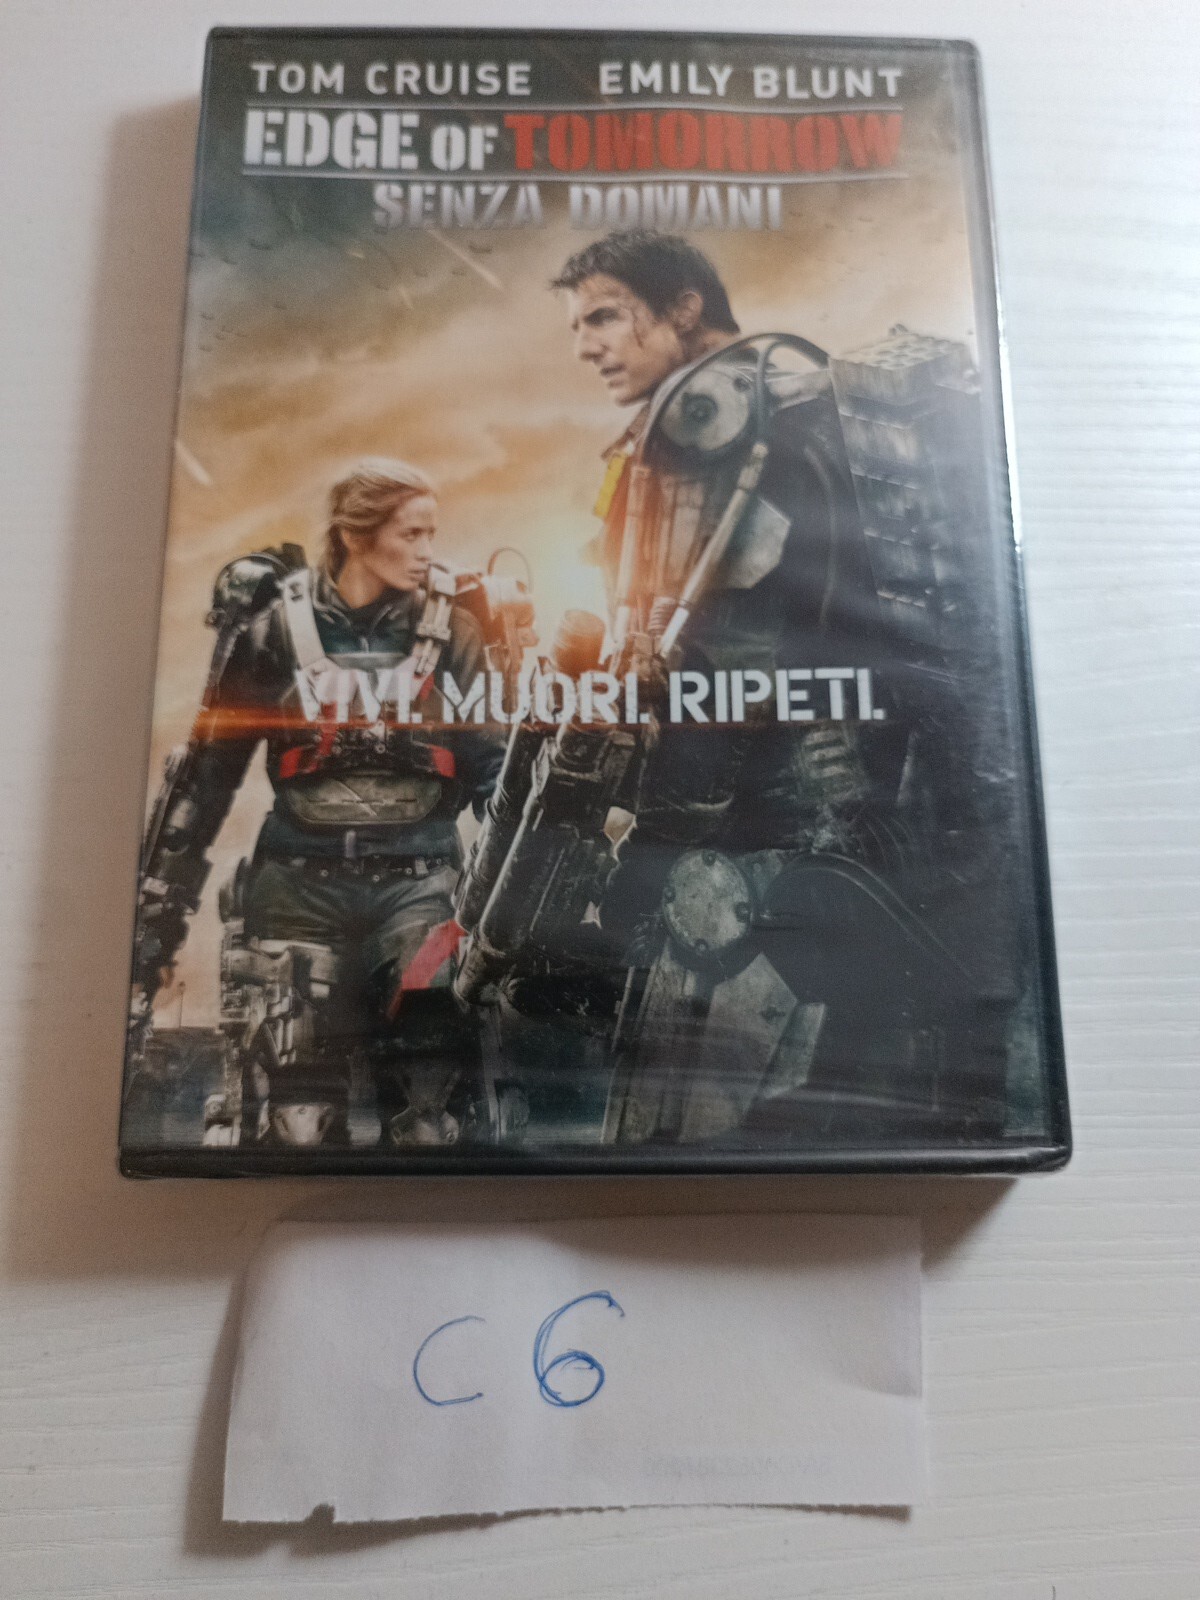 TOM CRUISE EMILY BLUNT
EDGE OF TOMORROW
SENZA DOMANI
VIVI. MUORI. RIPETI.
C6